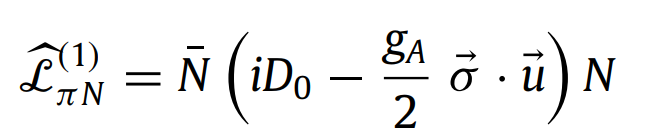 $\widehat{\mathcal{L}}_{\pi N}^{(1)} = \bar{N} \left( iD_0 - \frac{g_A}{2} \vec{\sigma} \cdot \vec{u} \right) N$